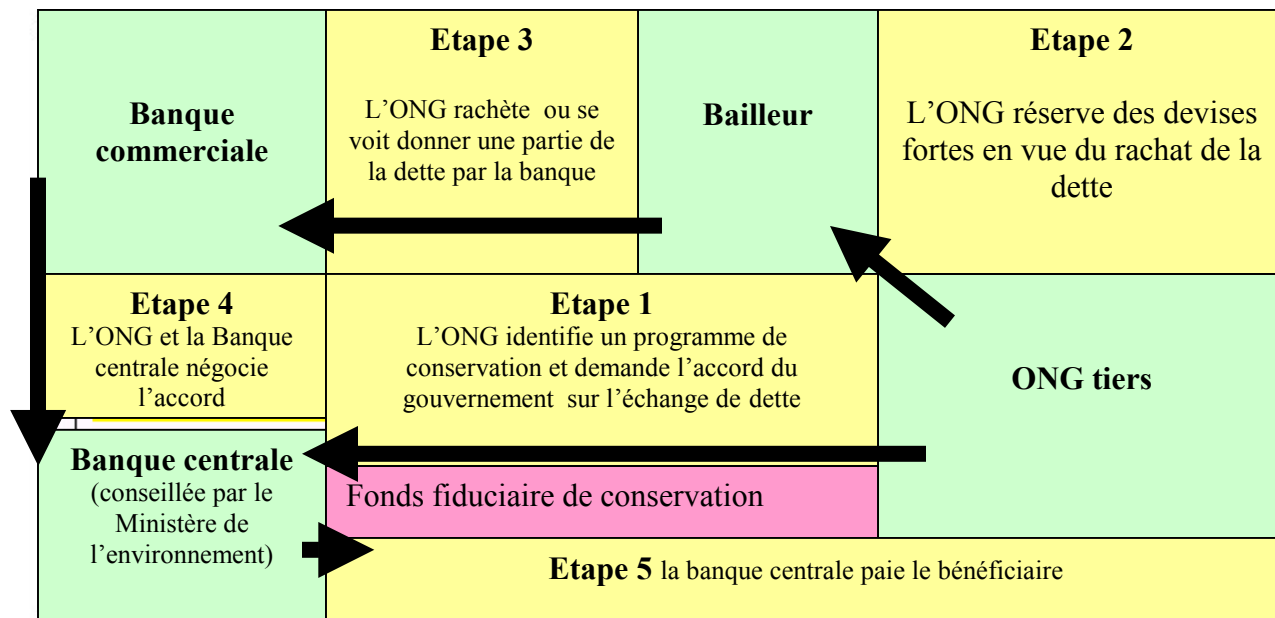 Banque
commerciale
Etape 3
L’ONG rachète ou se
voit donner une partie de
la dette par la banque
Bailleur
Etape 2
L’ONG réserve des devises
fortes en vue du rachat de la
dette
Etape 4
L’ONG et la Banque
centrale négocie
l’accord
Etape 1
L’ONG identifie un programme de
conservation et demande l’accord du
gouvernement sur l’échange de dette
ONG tiers
Banque centrale
(conseillée par le
Ministère de
l’environnement)
Fonds fiduciaire de conservation
Etape 5 la banque centrale paie le bénéficiaire